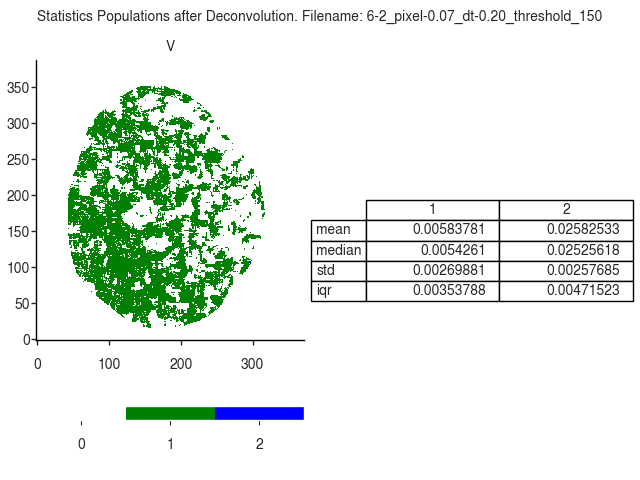 Statistics Populations after Deconvolution. Filename: 6-2_pixel-0.07_dt-0.20_threshold_150
V
350
300
250
200
150
100
50
0
0 100 200 300
0 1 2
1 2
mean 0.00583781 0.02582533
median 0.0054261 0.02525618
std 0.00269881 0.00257685
iqr 0.00353788 0.00471523